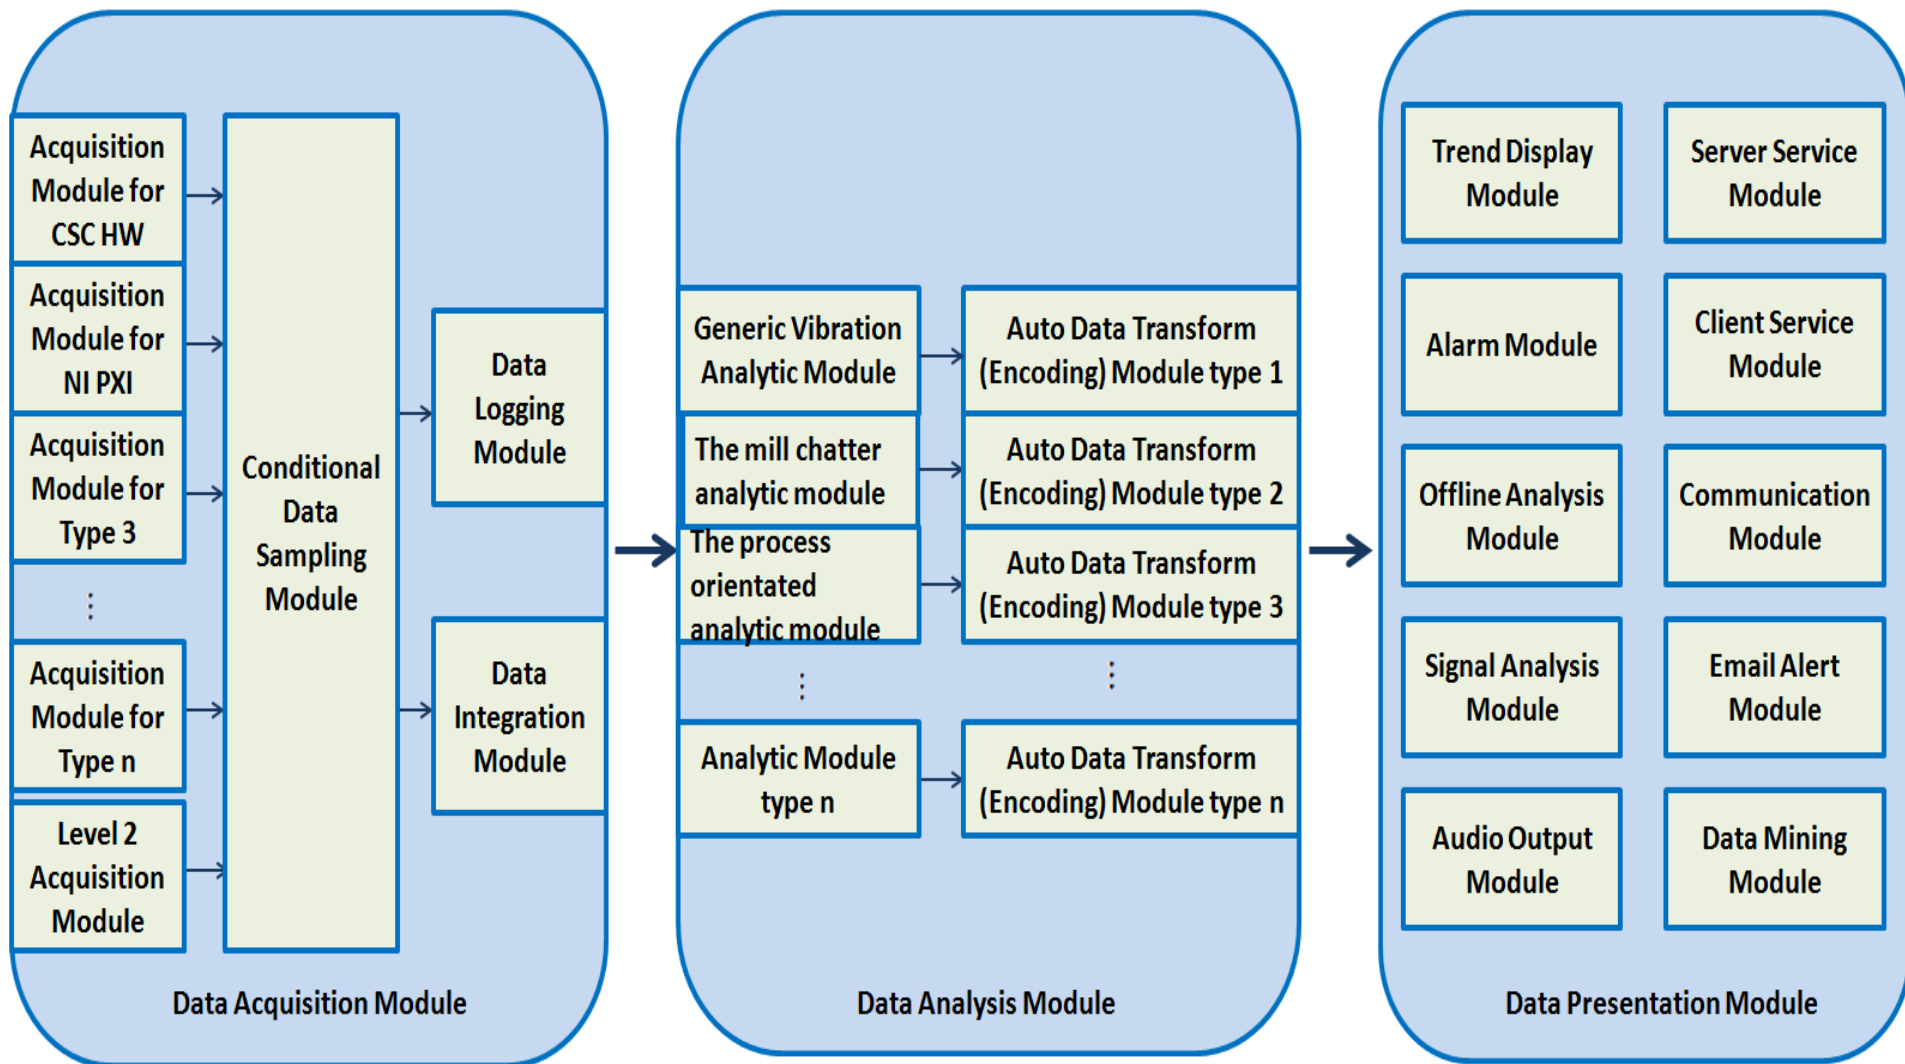 Acquisition
Module for
CSC HW
Acquisition
Module for
NI PXI
Acquisition
Module for
Type 3
...
Acquisition
Module for
Type n
Level 2
Acquisition
Module
Conditional
Data
Sampling
Module
Data
Logging
Module
Data
Integration
Module
Data Acquisition Module
Generic Vibration
Analytic Module
The mill chatter
analytic module
The process
orientated
analytic module
...
Analytic Module
type n
Auto Data Transform
(Encoding) Module type 1
Auto Data Transform
(Encoding) Module type 2
Auto Data Transform
(Encoding) Module type 3
...
Auto Data Transform
(Encoding) Module type n
Data Analysis Module
Trend Display
Module
Server Service
Module
Alarm Module
Client Service
Module
Offline Analysis
Module
Communication
Module
Signal Analysis
Module
Email Alert
Module
Audio Output
Module
Data Mining
Module
Data Presentation Module